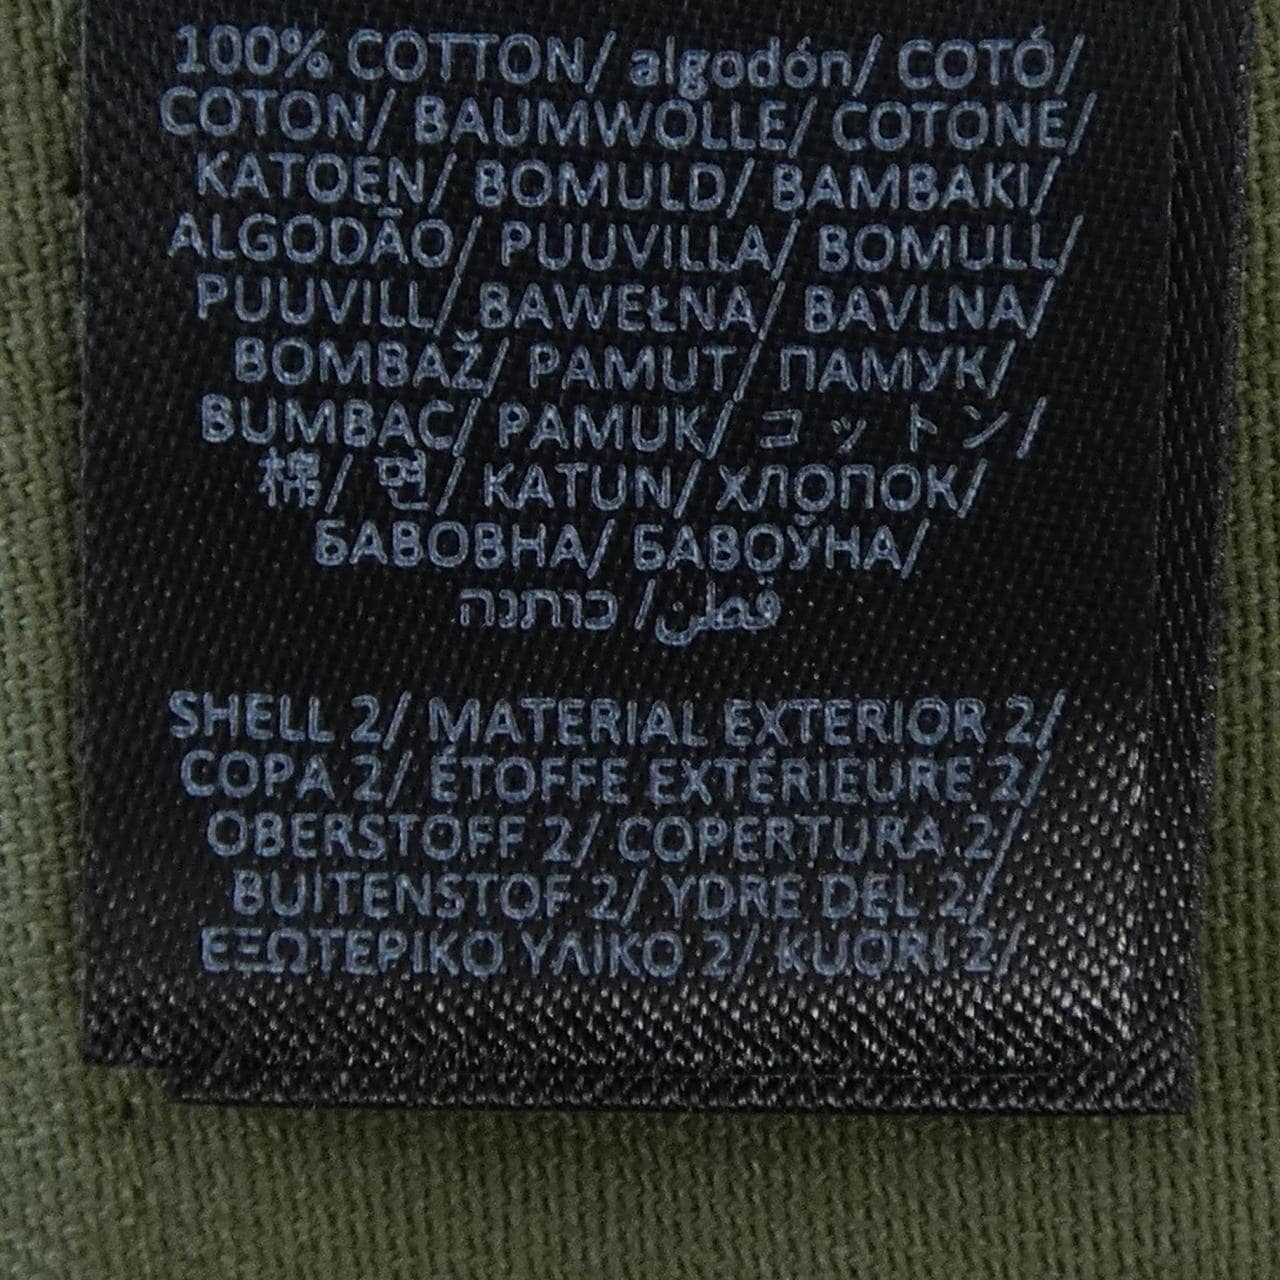 100% COTTON/ algodón/ COTÓ/
COTON/ BAUMWOLLE/ COTONE/
KATOEN/ BOMULD/ BAMBAKI/
ALGODÃO/ PUUVILLA/ BOMULL/
PUUVILL/ BAWEŁNA/ BAVLNA/
BOMBAŽ/ PAMUT/ ПАМУК/
BUMBAC/ PAMUK/ コットン/
棉/ 면/ KATUN/ ХЛОПОК/
БАВОВНА/ БАВОЎНА/
قطن/ כותנה
SHELL 2/ MATERIAL EXTERIOR 2/
COPA 2/ ÉTOFFE EXTÉRIEURE 2/
OBERSTOFF 2/ COPERTURA 2/
BUITENSTOF 2/ YDRE DEL 2/
ΕΞΩΤΕΡΙΚΟ ΥΛΙΚΟ 2/ KUORI 2/